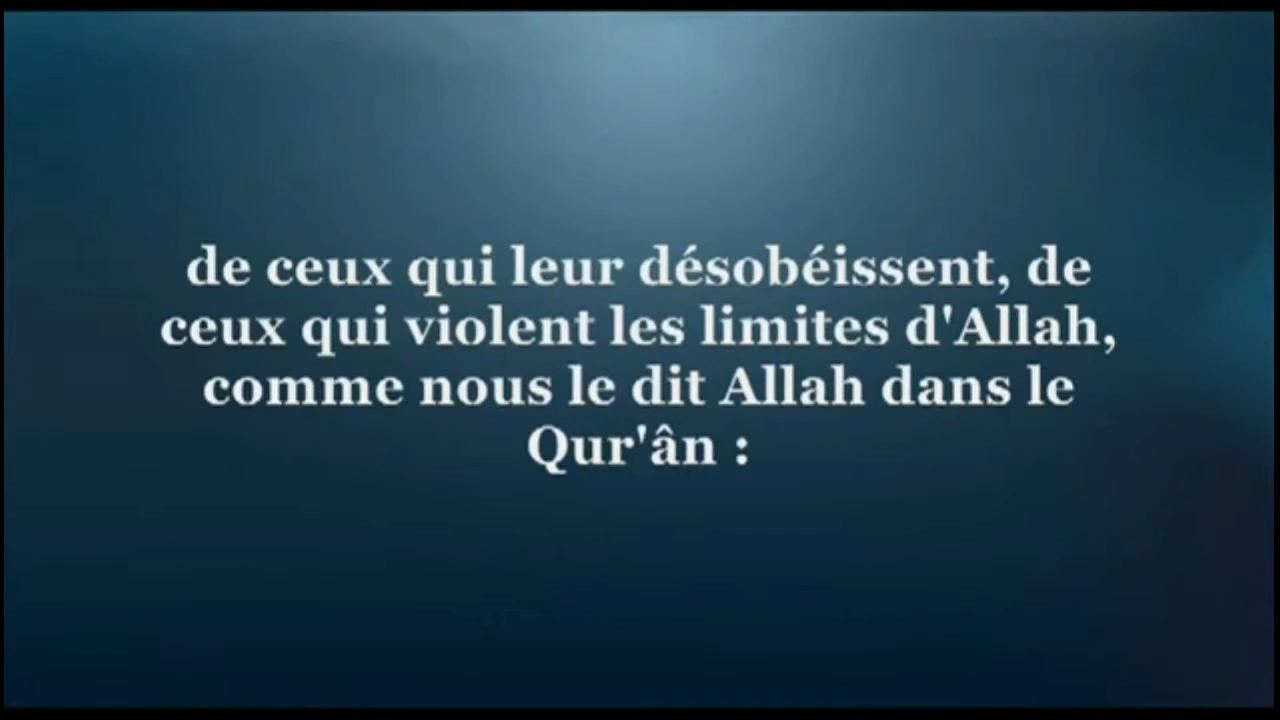 de ceux qui leur désobéissent, de
ceux qui violent les limites d'Allah,
comme nous le dit Allah dans le
Qur'ân :